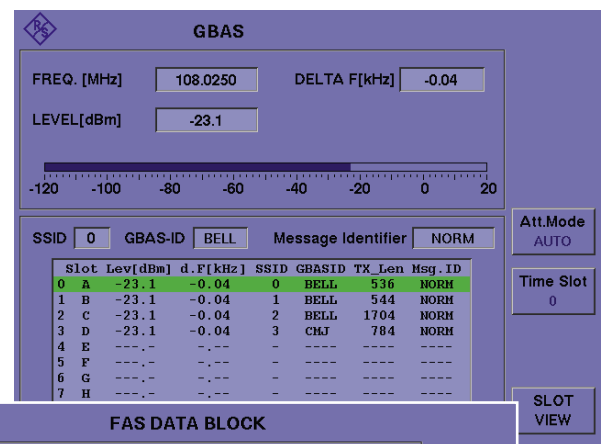 R S
GBAS
FREQ. [MHz] 108.0250 DELTA F[kHz] -0.04
LEVEL[dBm] -23.1
-120 -100 -80 -60 -40 -20 0 20
SSID 0 GBAS-ID BELL Message Identifier NORM
Slot Lev[dBm] d.F[kHz] SSID GBASID TX_Len Msg.ID
0 A -23.1 -0.04 0 BELL 536 NORM
1 B -23.1 -0.04 1 BELL 544 NORM
2 C -23.1 -0.04 2 BELL 1704 NORM
3 D -23.1 -0.04 3 CMJ 784 NORM
4 E ---.- -.-- - ---- ---- ----
5 F ---.- -.-- - ---- ---- ----
6 G ---.- -.-- - ---- ---- ----
7 H ---.- -.-- - ---- ---- ----
Att.Mode
AUTO
Time Slot
0
SLOT
VIEW
FAS DATA BLOCK